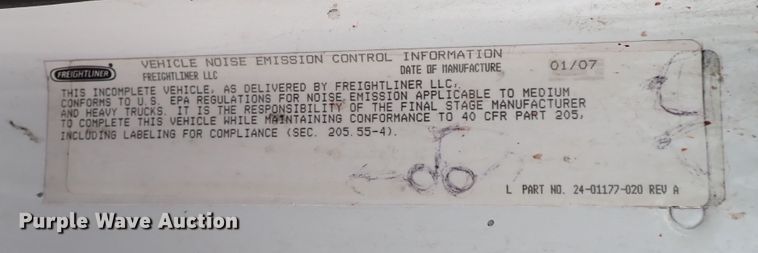 VEHICLE NOISE EMISSION CONTROL INFORMATION
FREIGHTLINER
FREIGHTLINER LLC DATE OF MANUFACTURE 01/07
THIS INCOMPLETE VEHICLE, AS DELIVERED BY FREIGHTLINER LLC,
CONFORMS TO U.S. EPA REGULATIONS FOR NOISE EMISSION APPLICABLE TO MEDIUM
AND HEAVY TRUCKS. IT IS THE RESPONSIBILITY OF THE FINAL STAGE MANUFACTURER
TO COMPLETE THIS VEHICLE WHILE MAINTAINING CONFORMANCE TO 40 CFR PART 205,
INCLUDING LABELING FOR COMPLIANCE (SEC. 205.55-4).
L PART NO. 24-01177-020 REV A
Purple Wave Auction